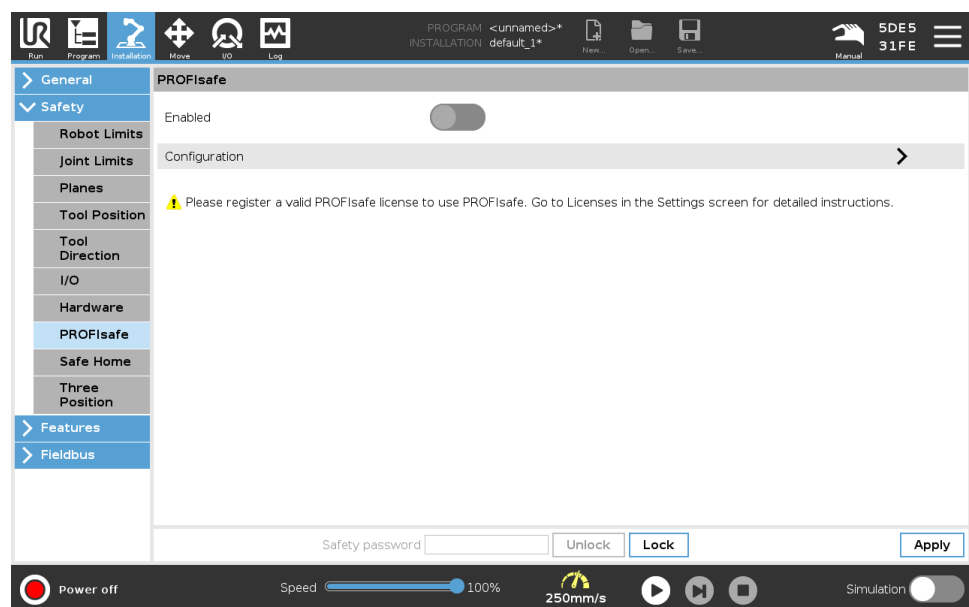 PROGRAM <unnamed>*
INSTALLATION default_1*
UR
Run
Program
Installation
Move
I/O
Log
New...
Open...
Save...
Manual
5DE5
31FE
General
Safety
Robot Limits
Joint Limits
Planes
Tool Position
Tool
Direction
I/O
Hardware
PROFIsafe
Safe Home
Three
Position
Features
Fieldbus
PROFIsafe
Enabled
Configuration
Please register a valid PROFIsafe license to use PROFIsafe. Go to Licenses in the Settings screen for detailed instructions.
Safety password Unlock Lock Apply
Power off
Speed 100%
250mm/s
Simulation